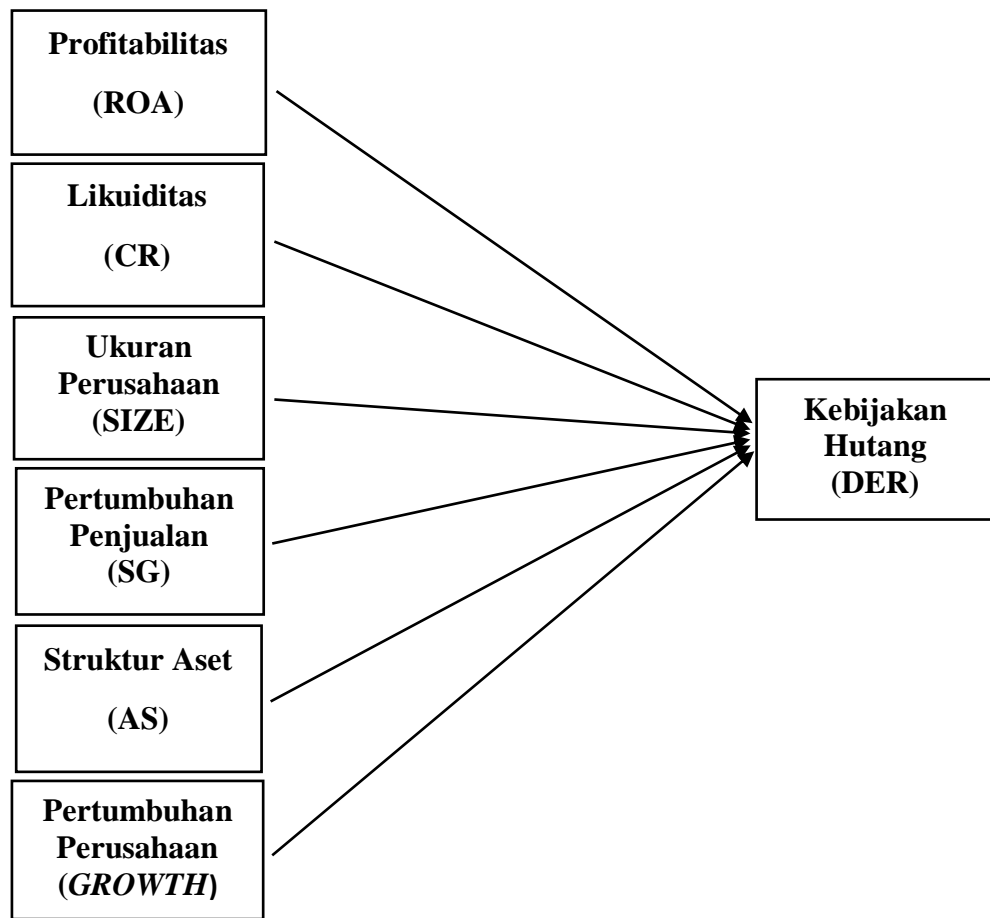 Profitabilitas
(ROA)
Likuiditas
(CR)
Ukuran
Perusahaan
(SIZE)
Pertumbuhan
Penjualan
(SG)
Struktur Aset
(AS)
Pertumbuhan
Perusahaan
(GROWTH)
Kebijakan
Hutang
(DER)